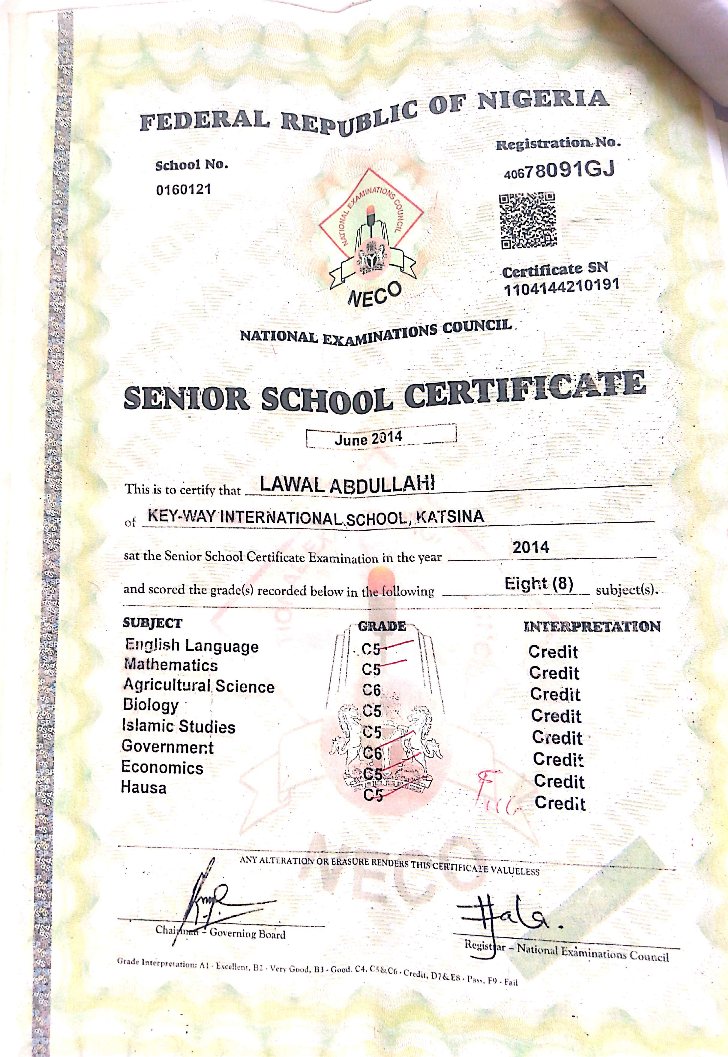 FEDERAL REPUBLIC OF NIGERIA
School No.
0160121
Registration No.
40678091GJ
NATIONAL EXAMINATIONS COUNCIL
NECO
Certificate SN
1104144210191
NATIONAL EXAMINATIONS COUNCIL
SENIOR SCHOOL CERTIFICATE
June 2014
This is to certify that LAWAL ABDULLAHI
of KEY-WAY INTERNATIONAL SCHOOL, KATSINA
sat the Senior School Certificate Examination in the year 2014
and scored the grade(s) recorded below in the following Eight (8) subject(s).
SUBJECT GRADE INTERPRETATION
English Language C5 Credit
Mathematics C5 Credit
Agricultural Science C6 Credit
Biology C5 Credit
Islamic Studies C5 Credit
Government C6 Credit
Economics C5 Credit
Hausa C5 Credit
NECO
ANY ALTERATION OR ERASURE RENDERS THIS CERTIFICATE VALUELESS
Chairman - Governing Board
Registrar - National Examinations Council
Grade Interpretation: A1 - Excellent, B2 - Very Good, B3 - Good. C4, C5&C6 - Credit, D7&E8 - Pass, F9 - Fail